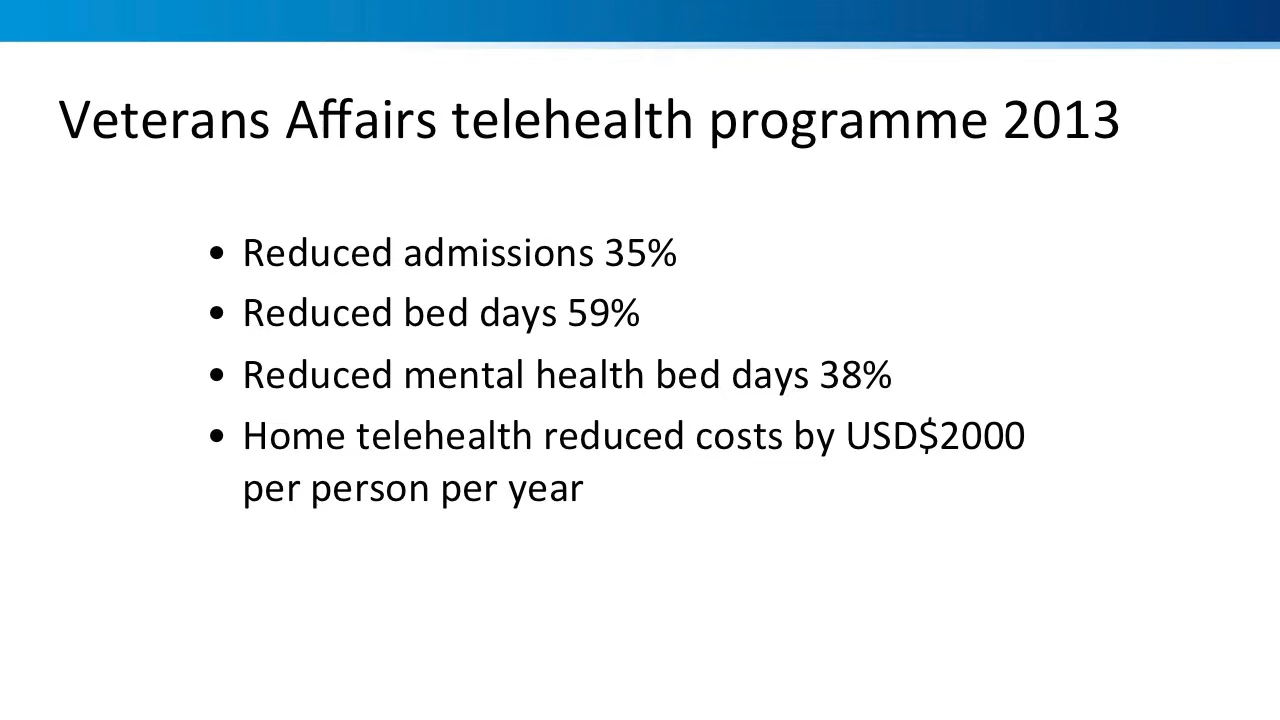 Veterans Affairs telehealth programme 2013
• Reduced admissions 35%
• Reduced bed days 59%
• Reduced mental health bed days 38%
• Home telehealth reduced costs by USD$2000
per person per year